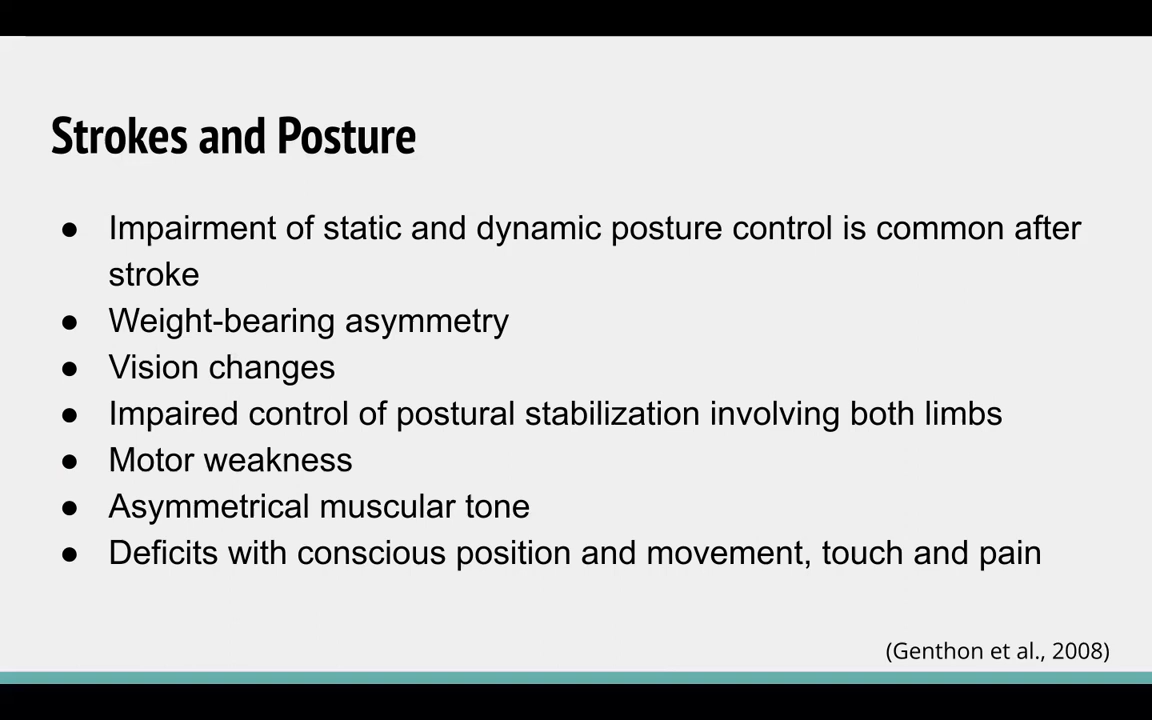 Strokes and Posture
● Impairment of static and dynamic posture control is common after
stroke
● Weight-bearing asymmetry
● Vision changes
● Impaired control of postural stabilization involving both limbs
● Motor weakness
● Asymmetrical muscular tone
● Deficits with conscious position and movement, touch and pain
(Genthon et al., 2008)